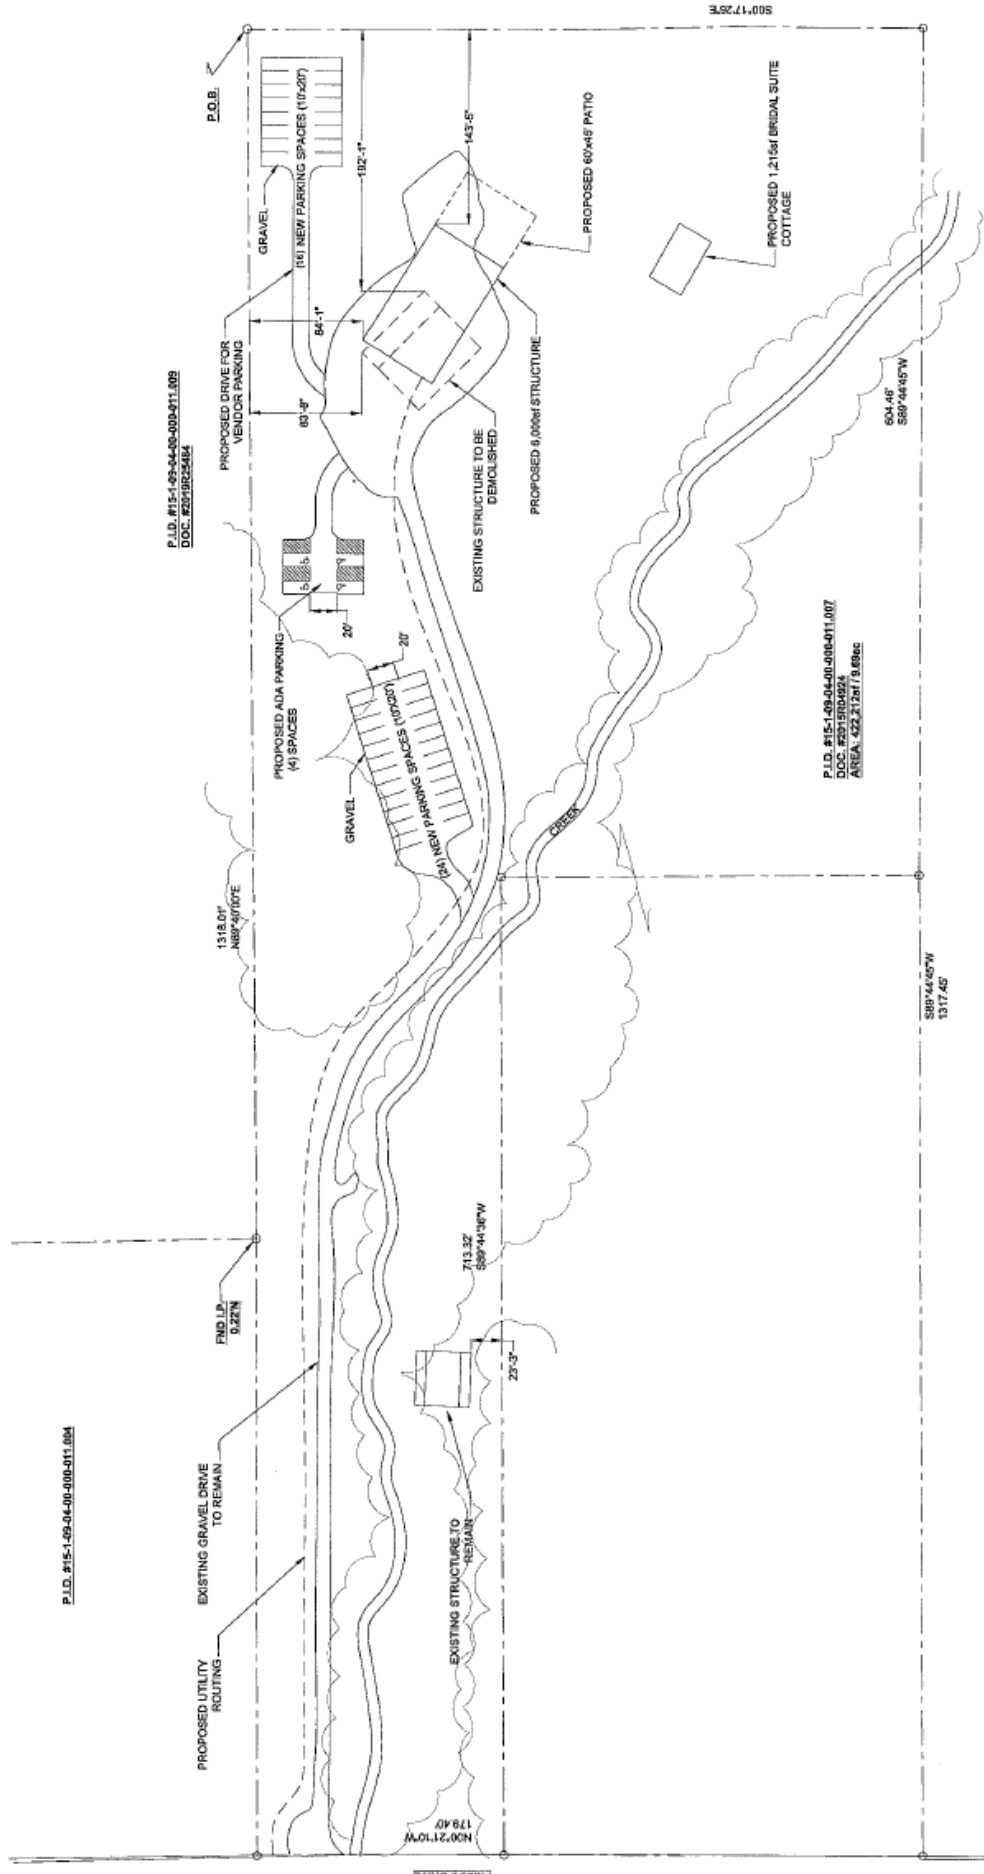 S00°17'26"E
P.O.B.
GRAVEL
(16) NEW PARKING SPACES (10'x20')
192'-1"
143'-5"
PROPOSED 60'x45' PATIO
PROPOSED 1,215sf BRIDAL SUITE
COTTAGE
PROPOSED DRIVE FOR
VENDOR PARKING
84'-1"
83'-8"
P.I.D. #15-1-09-04-00-000-011.009
DOC. #2019R25484
EXISTING STRUCTURE TO BE
DEMOLISHED
PROPOSED 6,000sf STRUCTURE
604.46'
S89°44'45"W
PROPOSED ADA PARKING
(4) SPACES
20'
20'
GRAVEL
(24) NEW PARKING SPACES (10'X20')
CREEK
P.I.D. #15-1-09-04-00-000-011.007
DOC. #2015R04924
AREA: 422,212sf / 9.69ac
1318.01'
N89°40'00"E
S89°44'45"W
1317.45'
FND I.P.
0.22'N
713.32'
S89°44'36"W
23'-3"
P.I.D. #15-1-09-04-00-000-011.004
EXISTING GRAVEL DRIVE
TO REMAIN
PROPOSED UTILITY
ROUTING
EXISTING STRUCTURE TO
REMAIN
N00°21'10"W
179.40'